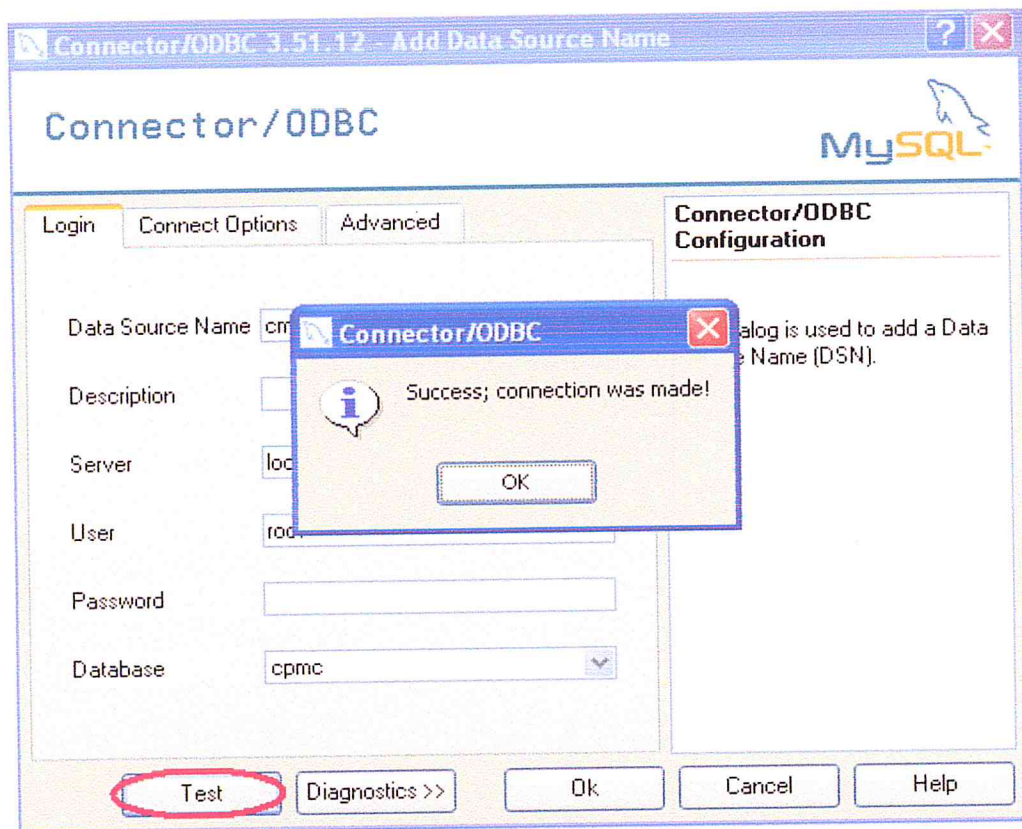 Connector/ODBC 3.51.12 - Add Data Source Name
Connector/ODBC
MySQL
Login Connect Options Advanced
Connector/ODBC
Configuration
Data Source Name
Description
Server
User
Password
Database cpmc
Connector/ODBC
Success; connection was made!
OK
is used to add a Data
Name (DSN).
Test Diagnostics >> Ok Cancel Help